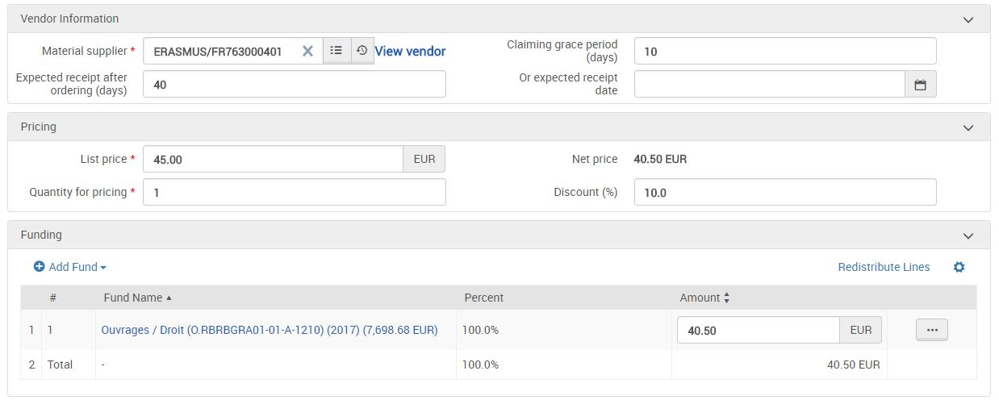 Vendor Information
Material supplier * ERASMUS/FR763000401 View vendor
Claiming grace period (days) 10
Expected receipt after ordering (days) 40
Or expected receipt date
Pricing
List price * 45.00 EUR
Net price 40.50 EUR
Quantity for pricing * 1
Discount (%) 10.0
Funding
Add Fund
Redistribute Lines
# Fund Name Percent Amount
1 1 Ouvrages / Droit (O.RBRBGRA01-01-A-1210) (2017) (7,698.68 EUR) 100.0% 40.50 EUR
2 Total - 100.0% 40.50 EUR